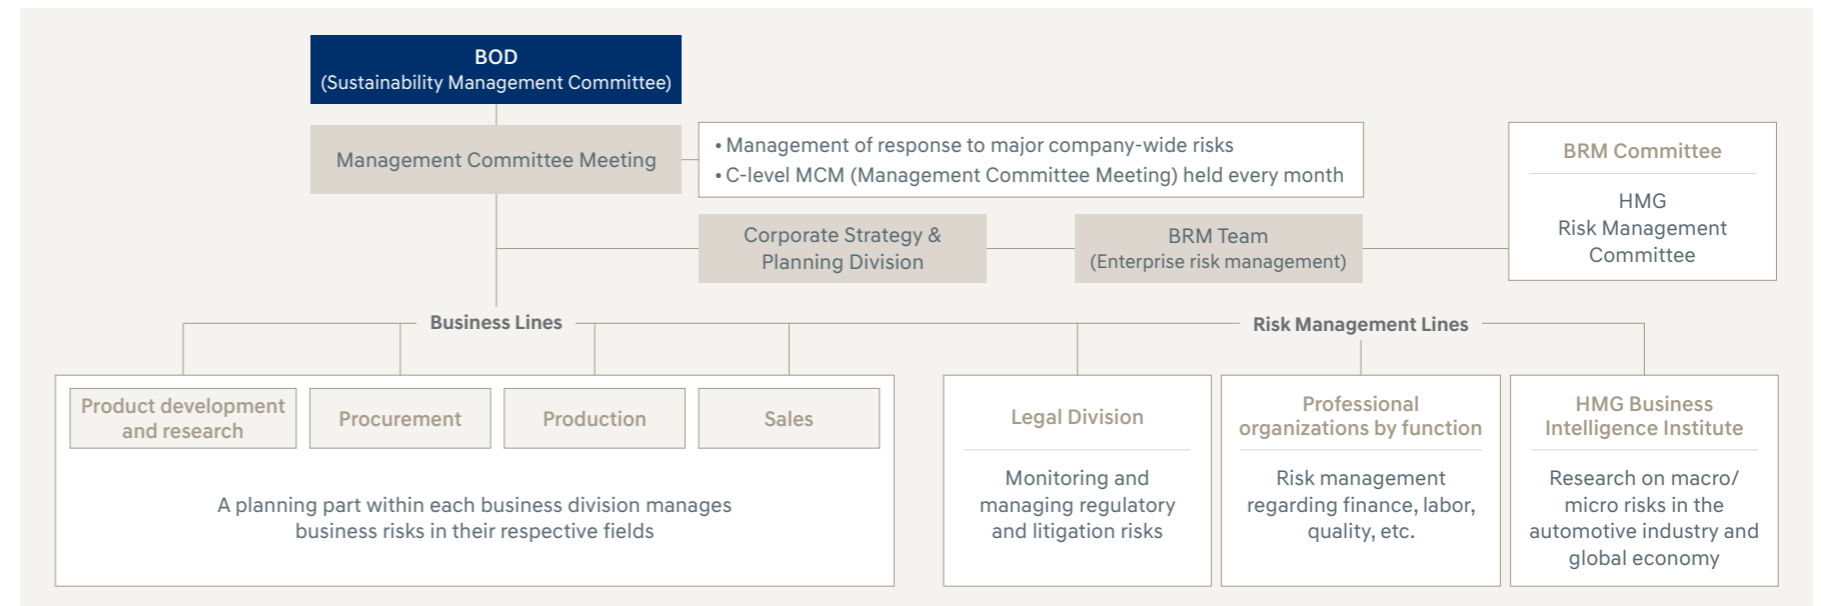 BOD
(Sustainability Management Committee)
Management Committee Meeting
• Management of response to major company-wide risks
• C-level MCM (Management Committee Meeting) held every month
BRM Committee
HMG
Risk Management
Committee
Corporate Strategy &
Planning Division
BRM Team
(Enterprise risk management)
Business Lines
Risk Management Lines
Product development
and research
Procurement
Production
Sales
A planning part within each business division manages
business risks in their respective fields
Legal Division
Monitoring and
managing regulatory
and litigation risks
Professional
organizations by function
Risk management
regarding finance, labor,
quality, etc.
HMG Business
Intelligence Institute
Research on macro/
micro risks in the
automotive industry and
global economy